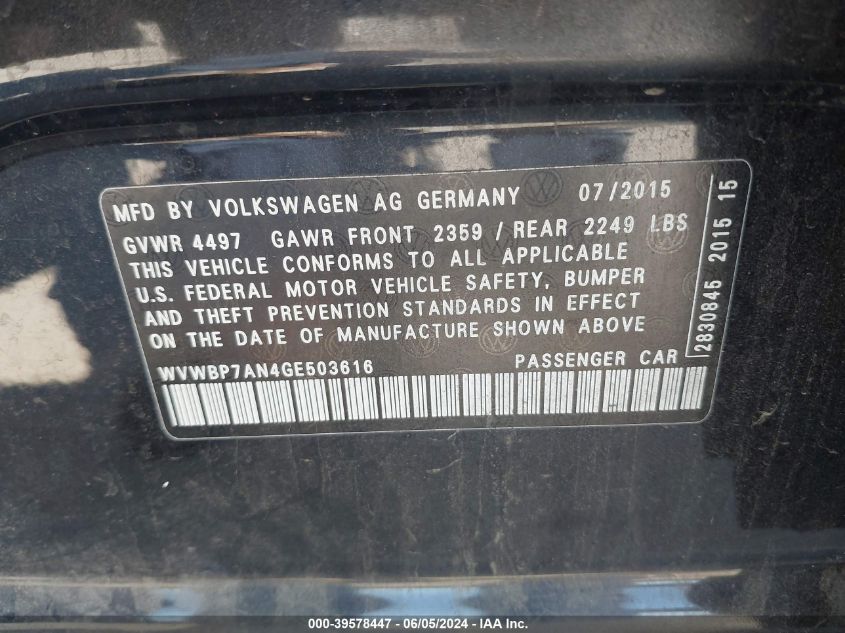 MFD BY VOLKSWAGEN AG GERMANY 07/2015
GVWR 4497 GAWR FRONT 2359 / REAR 2249 LBS
THIS VEHICLE CONFORMS TO ALL APPLICABLE
U.S. FEDERAL MOTOR VEHICLE SAFETY, BUMPER
AND THEFT PREVENTION STANDARDS IN EFFECT
ON THE DATE OF MANUFACTURE SHOWN ABOVE
WVWBP7AN4GE503616 PASSENGER CAR
2830845 2015 15
000-39578447 - 06/05/2024 - IAA Inc.